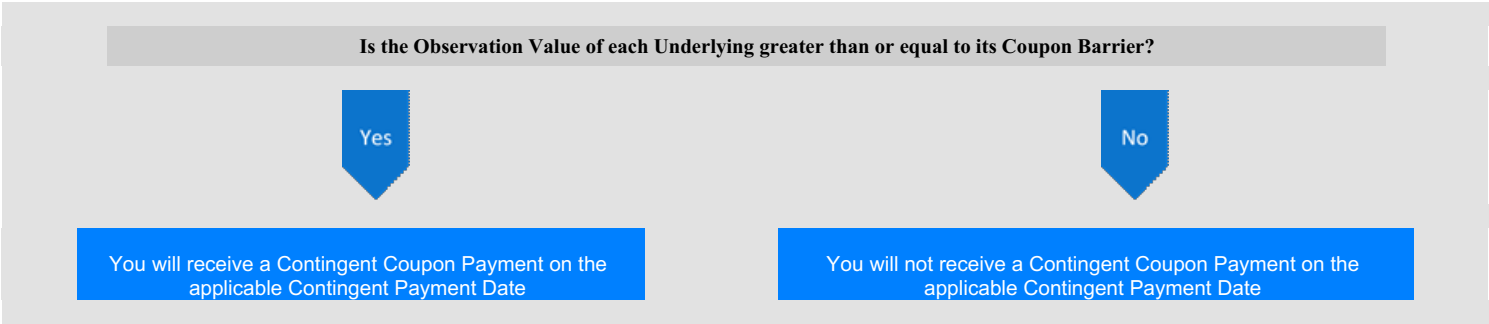 Is the Observation Value of each Underlying greater than or equal to its Coupon Barrier?
Yes
No
You will receive a Contingent Coupon Payment on the
applicable Contingent Payment Date
You will not receive a Contingent Coupon Payment on the
applicable Contingent Payment Date